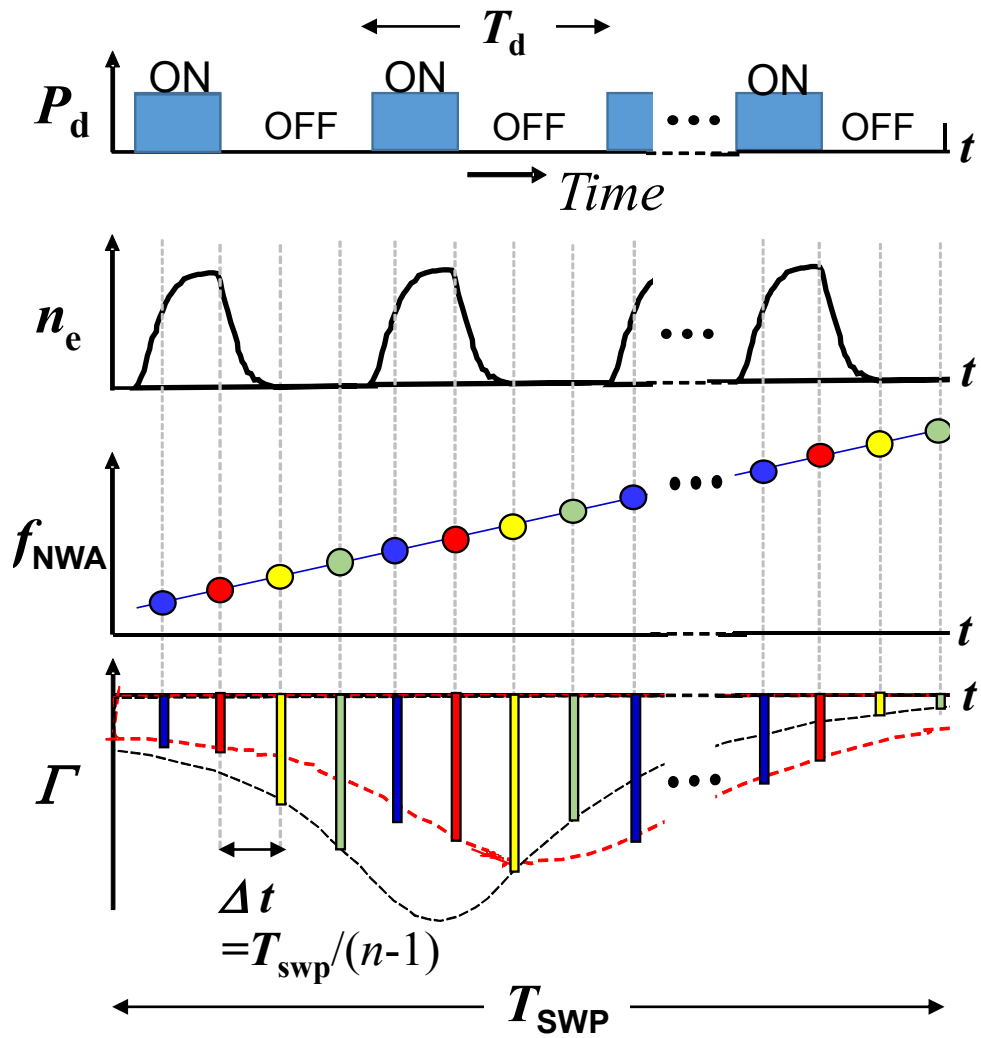 T_d
ON ON ON
P_d OFF OFF ••• OFF t
Time
n_e ••• t
f_NWA ••• t
t
Γ •••
Δt
=T_swp/(n-1)
T_SWP